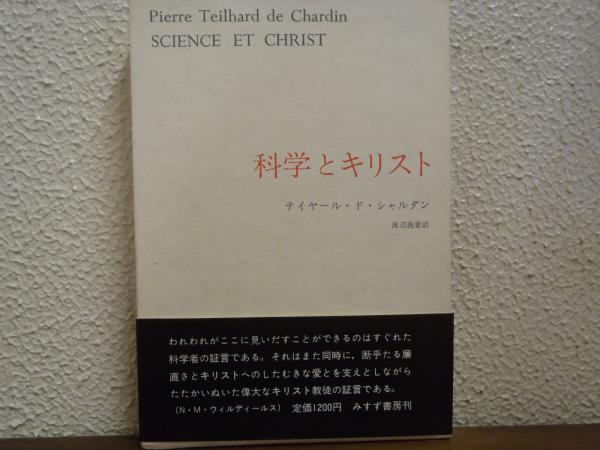 Pierre Teilhard de Chardin
SCIENCE ET CHRIST
科学とキリスト
テイヤール・ド・シャルダン
渡辺義愛訳
われわれがここに見いだすことができるのはすぐれた
科学者の証言である。それはまた同時に，断乎たる廉
直さとキリストへのしたむきな愛とを支えとしながら
たたかいぬいた偉大なキリスト教徒の証言である。
（N・M・ウィルディールス） 定価1200円 みすず書房刊